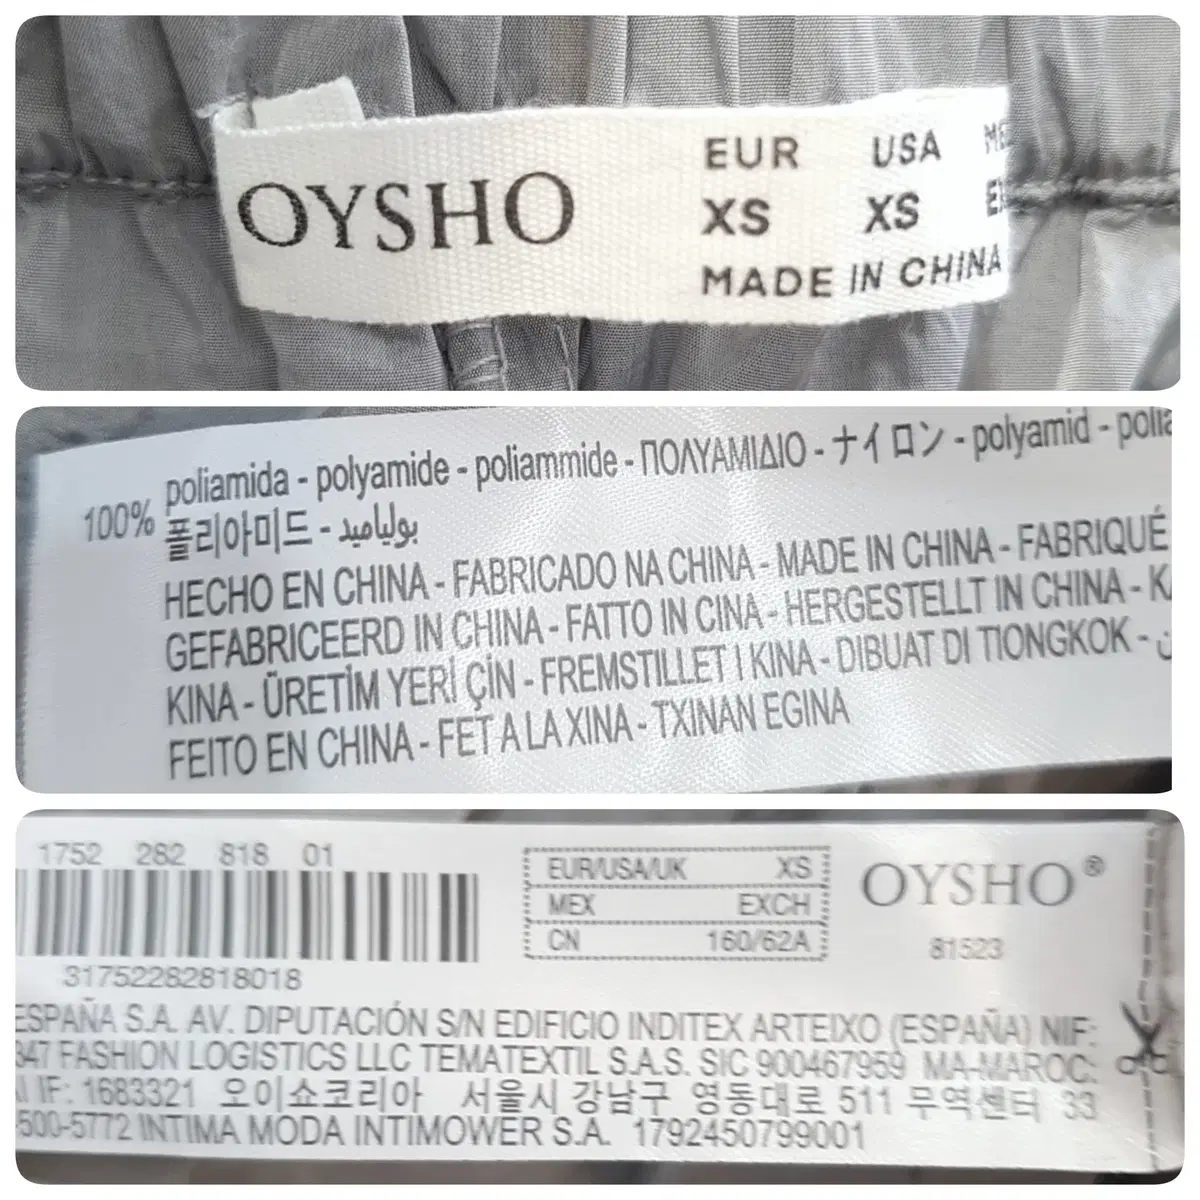 OYSHO
EUR USA
XS XS
MADE IN CHINA
100% poliamida - polyamide - poliammide - ΠΟΛΥΑΜΙΔΙΟ - ナイロン - polyamid -
폴리아미드 - بولياميد
HECHO EN CHINA - FABRICADO NA CHINA - MADE IN CHINA - FABRIQUÉ
GEFABRICEERD IN CHINA - FATTO IN CINA - HERGESTELLT IN CHINA -
KINA - ÜRETİM YERİ ÇİN - FREMSTILLET I KINA - DIBUAT DI TIONGKOK -
FEITO EN CHINA - FET A LA XINA - TXINAN EGINA
1752 282 818 01
31752282818018
EUR/USA/UK XS
MEX EXCH
CN 160/62A
OYSHO®
81523
ESPAÑA S.A. AV. DIPUTACIÓN S/N EDIFICIO INDITEX ARTEIXO (ESPAÑA) NIF:
347 FASHION LOGISTICS LLC TEMATEXTIL S.A.S. SIC 900467959 MA-MAROC:
IF: 1683321 오이쇼코리아 서울시 강남구 영동대로 511 무역센터 33
-500-5772 INTIMA MODA INTIMOWER S.A. 1792450799001